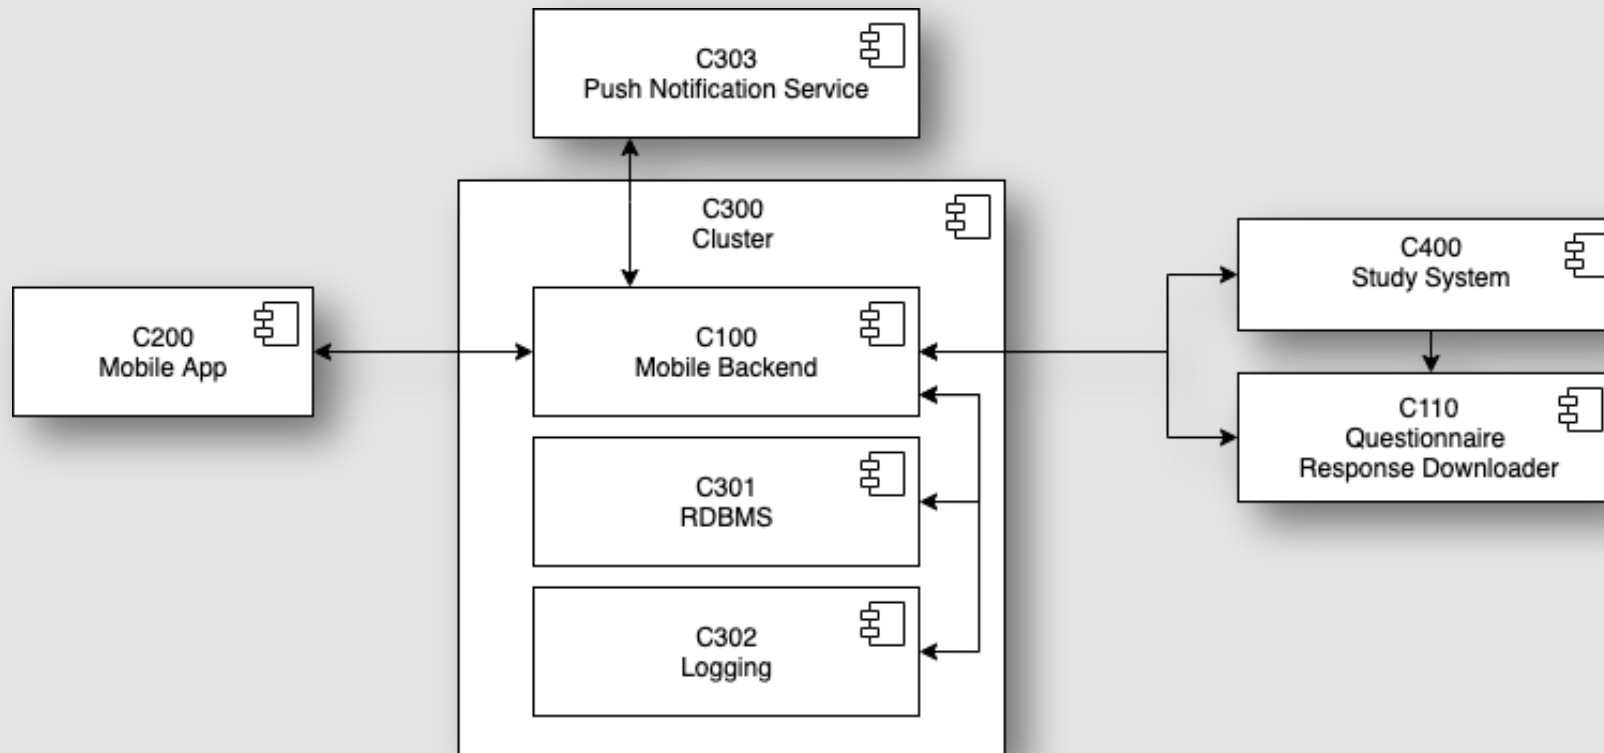 C303
Push Notification Service
C300
Cluster
C200
Mobile App
C100
Mobile Backend
C400
Study System
C110
Questionnaire
Response Downloader
C301
RDBMS
C302
Logging